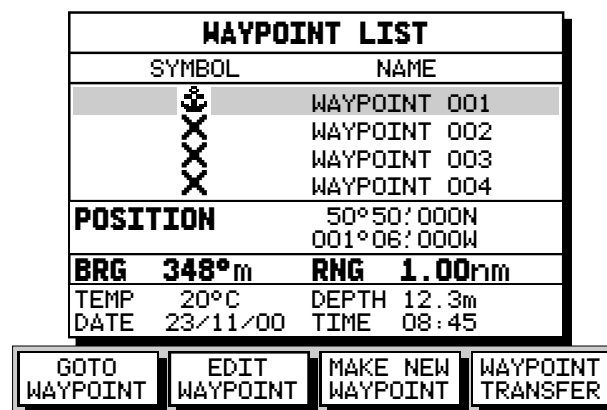 WAYPOINT LIST
SYMBOL NAME
WAYPOINT 001
WAYPOINT 002
WAYPOINT 003
WAYPOINT 004
POSITION 50°50.'000N
001°06.'000W
BRG 348°m RNG 1.00nm
TEMP 20°C DEPTH 12.3m
DATE 23/11/00 TIME 08:45
GOTO WAYPOINT
EDIT WAYPOINT
MAKE NEW WAYPOINT
WAYPOINT TRANSFER